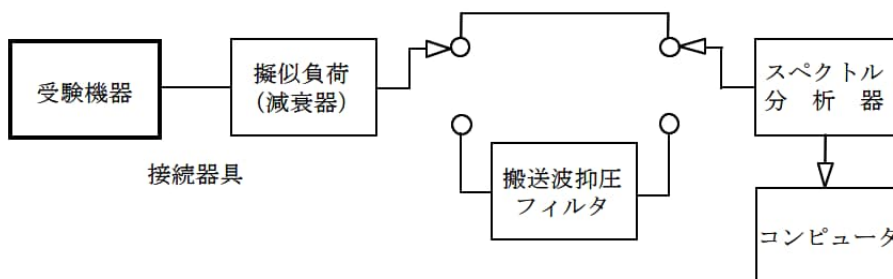 受験機器
擬似負荷
（減衰器）
接続器具
搬送波抑圧
フィルタ
スペクトル
分析器
コンピュータ